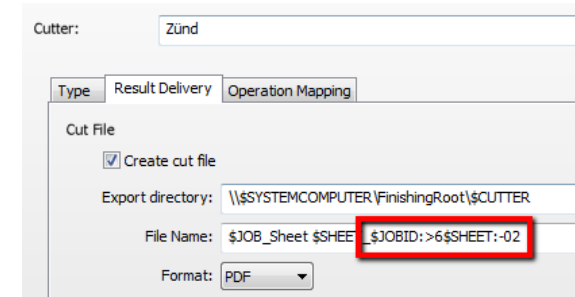 Cutter: Zünd
Type Result Delivery Operation Mapping
Cut File
Create cut file
Export directory: \\$SYSTEMCOMPUTER\FinishingRoot\$CUTTER
File Name: $JOB_Sheet $SHEET_$JOBID:>6$SHEET:-02
Format: PDF